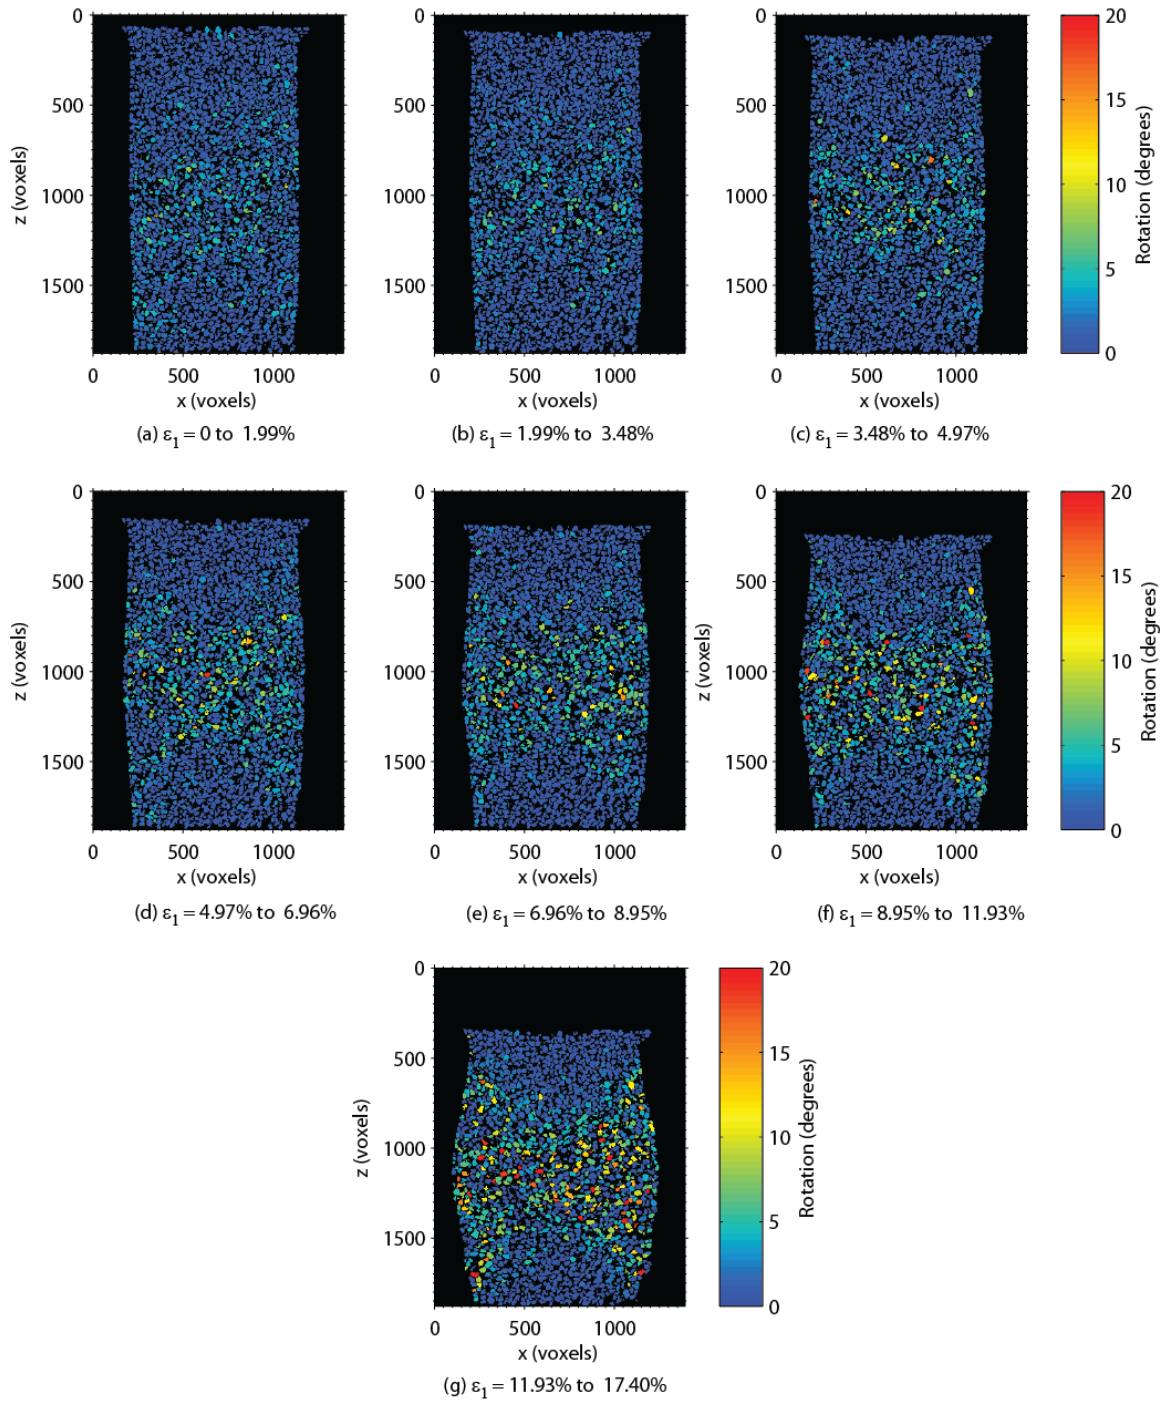 0
500
1000
1500
z (voxels)
0 500 1000
x (voxels)
(a) ε1 = 0 to 1.99%
0
500
1000
1500
0 500 1000
x (voxels)
(b) ε1 = 1.99% to 3.48%
0
500
1000
1500
0 500 1000
x (voxels)
(c) ε1 = 3.48% to 4.97%
20
15
10
5
0
Rotation (degrees)
0
500
1000
1500
z (voxels)
0 500 1000
x (voxels)
(d) ε1 = 4.97% to 6.96%
0
500
1000
1500
0 500 1000
x (voxels)
(e) ε1 = 6.96% to 8.95%
0
500
1000
1500
z (voxels)
0 500 1000
x (voxels)
(f) ε1 = 8.95% to 11.93%
20
15
10
5
0
Rotation (degrees)
0
500
1000
1500
z (voxels)
0 500 1000
x (voxels)
(g) ε1 = 11.93% to 17.40%
20
15
10
5
0
Rotation (degrees)